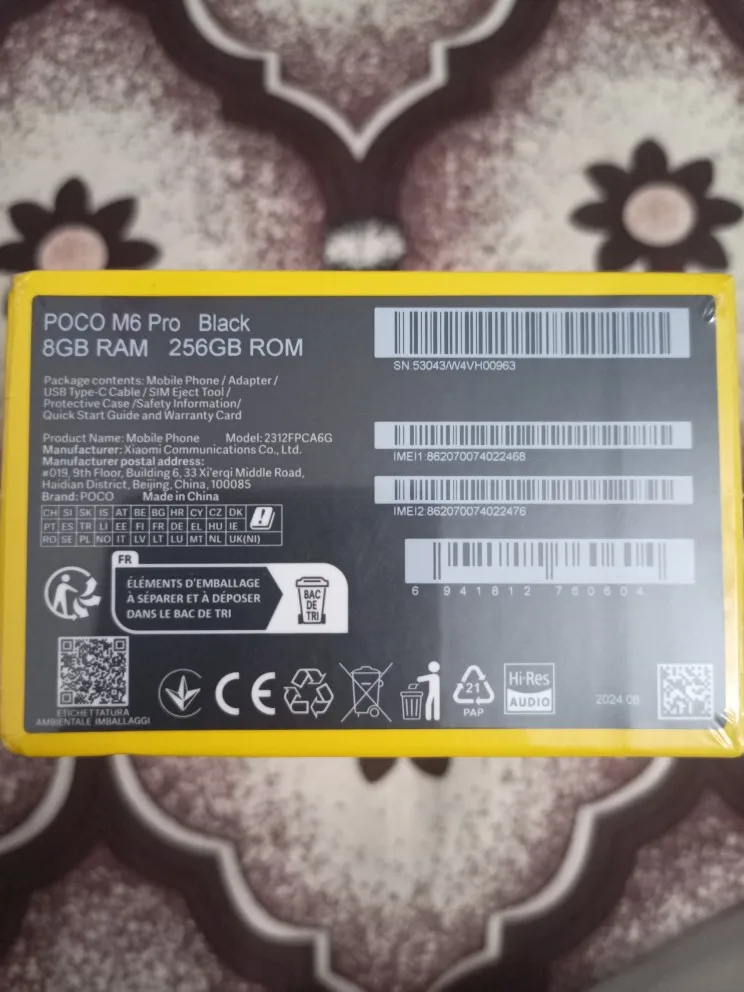 POCO M6 Pro Black
8GB RAM 256GB ROM
Package contents: Mobile Phone / Adapter /
USB Type-C Cable / SIM Eject Tool /
Protective Case /Safety Information/
Quick Start Guide and Warranty Card
Product Name: Mobile Phone Model: 2312FPCA6G
Manufacturer: Xiaomi Communications Co., Ltd.
Manufacturer postal address:
#019, 9th Floor, Building 6, 33 Xi'erqi Middle Road,
Haidian District, Beijing, China, 100085
Brand: POCO Made in China
CH SI SK IS AT BE BG HR CY CZ DK
PT ES TR LI EE FI FR DE EL HU IE
RO SE PL NO IT LV LT LU MT NL UK(NI)
SN:53043/W4VH00963
IMEI1:862070074022468
IMEI2:862070074022476
6 941812 760604
FR
ÉLÉMENTS D'EMBALLAGE
À SÉPARER ET À DÉPOSER
DANS LE BAC DE TRI
BAC
DE
TRI
ETICHETTATURA
AMBIENTALE IMBALLAGGI
CE
21
PAP
Hi-Res
AUDIO
2024.08